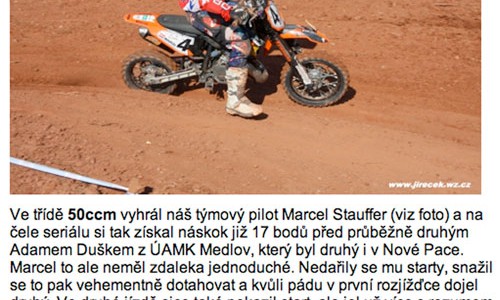 4
www.jirecek.wz.cz
Ve třídě 50ccm vyhrál náš týmový pilot Marcel Stauffer (viz foto) a na
čele seriálu si tak získal náskok již 17 bodů před průběžně druhým
Adamem Duškem z ÚAMK Medlov, který byl druhý i v Nové Pace.
Marcel to ale neměl zdaleka jednoduché. Nedařily se mu starty, snažil
se to pak vehementně dotahovat a kvůli pádu v první rozjížďce dojel